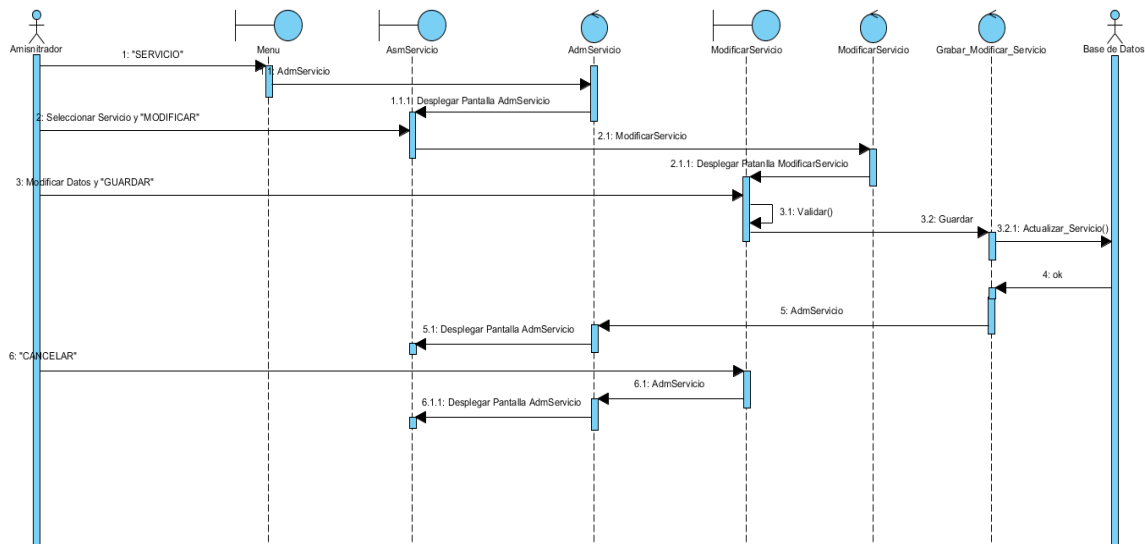 Amisnitrador
Menu
AsmServicio
AdmServicio
ModificarServicio
ModificarServicio
Grabar_Modificar_Servicio
Base de Datos
1: "SERVICIO"
1: AdmServicio
1.1.1: Desplegar Pantalla AdmServicio
2: Seleccionar Servicio y "MODIFICAR"
2.1: ModificarServicio
2.1.1: Desplegar Patanlla ModificarServicio
3: Modificar Datos y "GUARDAR"
3.1: Validar()
3.2: Guardar
3.2.1: Actualizar_Servicio()
4: ok
5: AdmServicio
5.1: Desplegar Pantalla AdmServicio
6: "CANCELAR"
6.1: AdmServicio
6.1.1: Desplegar Pantalla AdmServicio